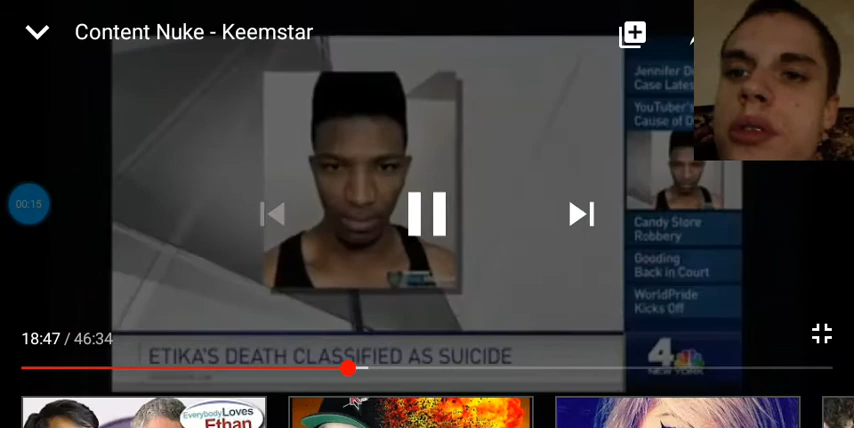 Content Nuke - Keemstar
Jennifer
Case
YouTuber's
Cause of
00:15
Candy Store
Robbery
Gooding
Back in Court
WorldPride
Kicks Off
18:47 / 46:34
ETIKA'S DEATH CLASSIFIED AS SUICIDE
4
NEW YORK
Everybody Loves
Ethan